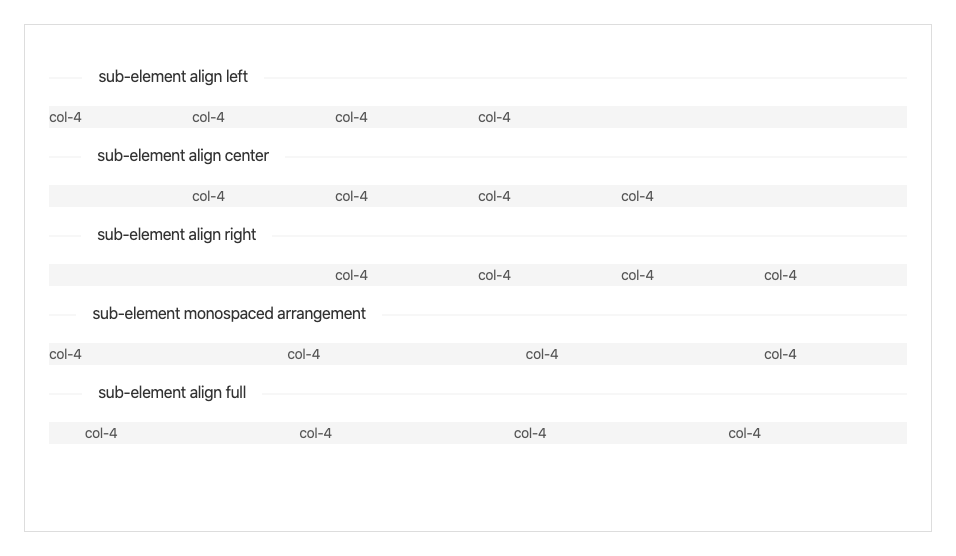 sub-element align left
col-4 col-4 col-4 col-4
sub-element align center
col-4 col-4 col-4 col-4
sub-element align right
col-4 col-4 col-4 col-4
sub-element monospaced arrangement
col-4 col-4 col-4 col-4
sub-element align full
col-4 col-4 col-4 col-4